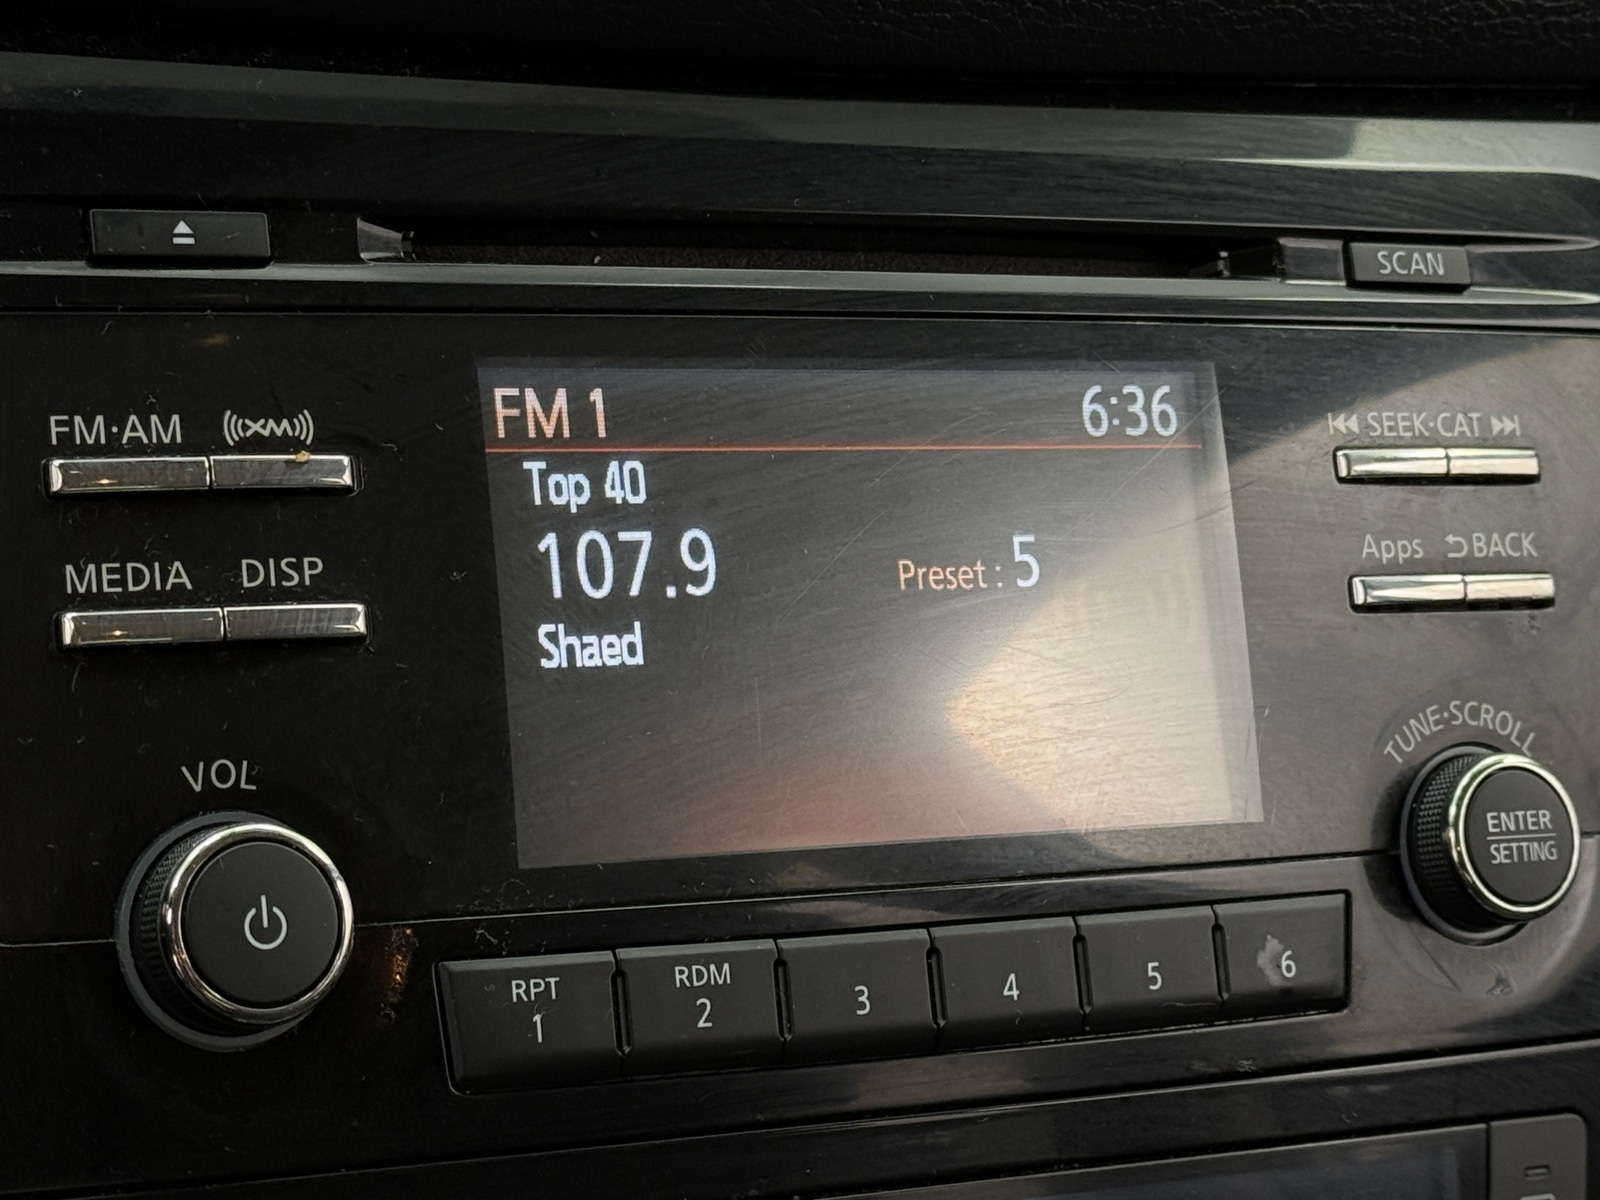 SCAN
FM·AM
((XM))
MEDIA
DISP
VOL
FM 1
6:36
Top 40
107.9
Preset : 5
Shaed
SEEK·CAT
Apps
BACK
TUNE·SCROLL
ENTER
SETTING
RPT
1
RDM
2
3
4
5
6